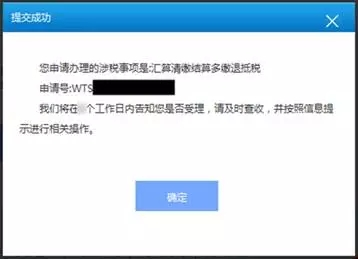 提交成功
您申请办理的涉税事项是:汇算清缴结算多缴退抵税
申请号:WTS
我们将在个工作日内告知您是否受理，请及时查收，并按照信息提
示进行相关操作。
确定